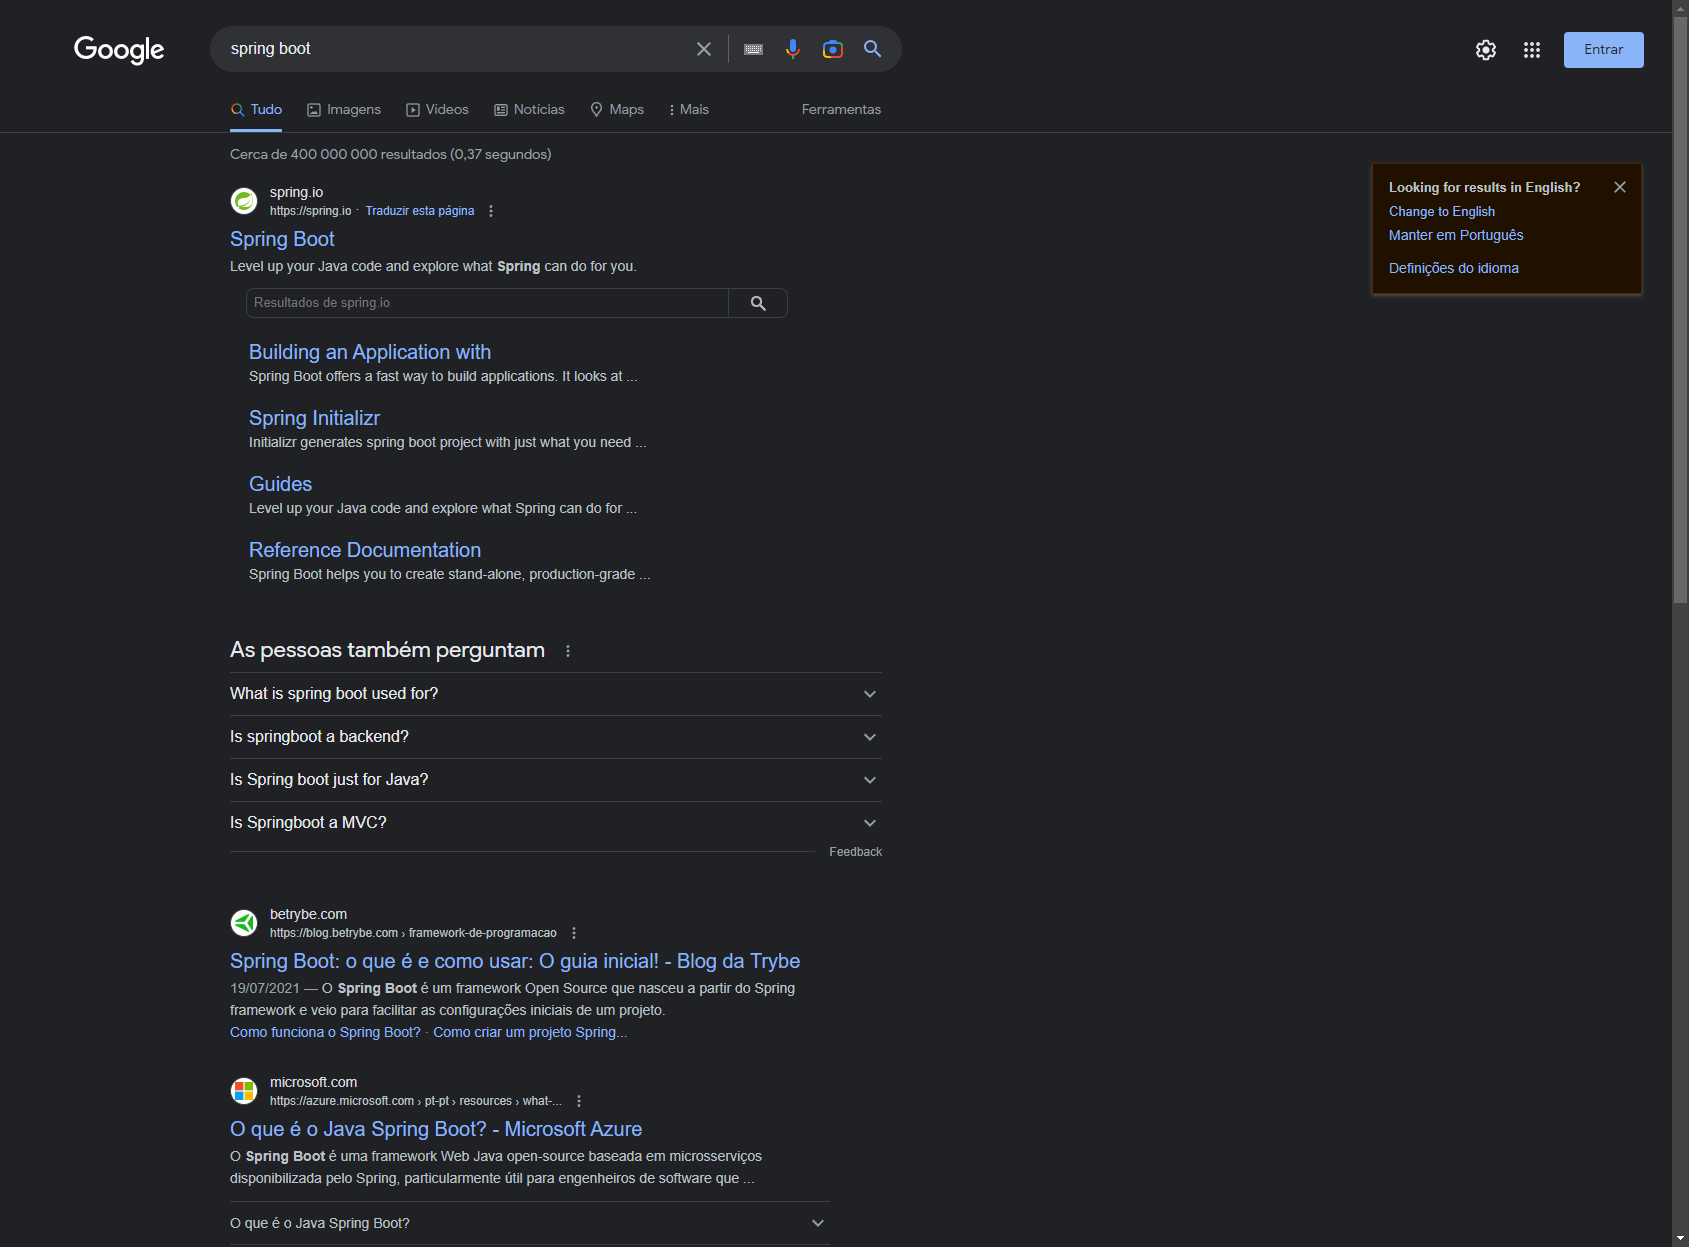 Google
spring boot
Entrar
Tudo
Imagens
Vídeos
Notícias
Maps
Mais
Ferramentas
Cerca de 400 000 000 resultados (0,37 segundos)
Looking for results in English?
Change to English
Manter em Português
Definições do idioma
spring.io
https://spring.io · Traduzir esta página
Spring Boot
Level up your Java code and explore what Spring can do for you.
Resultados de spring.io
Building an Application with
Spring Boot offers a fast way to build applications. It looks at ...
Spring Initializr
Initializr generates spring boot project with just what you need ...
Guides
Level up your Java code and explore what Spring can do for ...
Reference Documentation
Spring Boot helps you to create stand-alone, production-grade ...
As pessoas também perguntam
What is spring boot used for?
Is springboot a backend?
Is Spring boot just for Java?
Is Springboot a MVC?
Feedback
betrybe.com
https://blog.betrybe.com › framework-de-programacao
Spring Boot: o que é e como usar: O guia inicial! - Blog da Trybe
19/07/2021 — O Spring Boot é um framework Open Source que nasceu a partir do Spring
framework e veio para facilitar as configurações iniciais de um projeto.
Como funciona o Spring Boot? · Como criar um projeto Spring...
microsoft.com
https://azure.microsoft.com › pt-pt › resources › what-...
O que é o Java Spring Boot? - Microsoft Azure
O Spring Boot é uma framework Web Java open-source baseada em microsserviços
disponibilizada pelo Spring, particularmente útil para engenheiros de software que ...
O que é o Java Spring Boot?